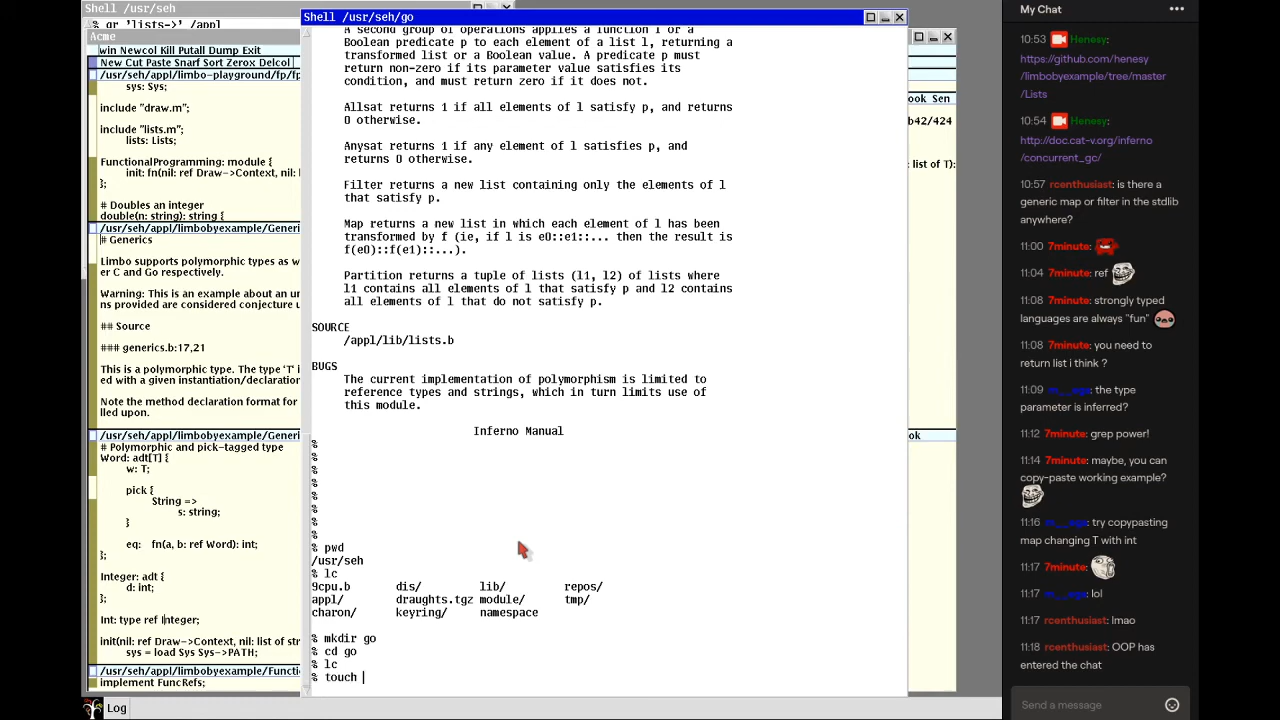 Shell /usr/seh
% gr 'lists->' /appl
Acme
win Newcol Kill Putall Dump Exit
New Cut Paste Snarf Sort Zerox Delcol
/usr/seh/appl/limbo-playground/fp/fp
sys: Sys;
include "draw.m";
include "lists.m";
lists: Lists;
FunctionalProgramming: module {
init: fn(nil: ref Draw->Context, nil: l
};
# Doubles an integer
double(n: string): string {
/usr/seh/appl/limbobyexample/Generi
# Generics
Limbo supports polymorphic types as w
er C and Go respectively.
Warning: This is an example about an un
ns provided are considered conjecture u
## Source
### generics.b:17,21
This is a polymorphic type. The type 'T' i
ed with a given instantiation/declaration
Note the method declaration format for
lled upon.
/usr/seh/appl/limbobyexample/Generi
# Polymorphic and pick-tagged type
Word: adt[T] {
w: T;
pick {
String =>
s: string;
}
eq: fn(a, b: ref Word): int;
};
Integer: adt {
d: int;
};
Int: type ref Integer;
init(nil: ref Draw->Context, nil: list of str
sys = load Sys Sys->PATH;
/usr/seh/appl/limbobyexample/Functi
implement FuncRefs;
Log
Shell /usr/seh/go
A second group of operations applies a function f or a
Boolean predicate p to each element of a list l, returning a
transformed list or a Boolean value. A predicate p must
return non-zero if its parameter value satisfies its
condition, and must return zero if it does not.
Allsat returns 1 if all elements of l satisfy p, and returns
0 otherwise.
Anysat returns 1 if any element of l satisfies p, and
returns 0 otherwise.
Filter returns a new list containing only the elements of l
that satisfy p.
Map returns a new list in which each element of l has been
transformed by f (ie, if l is e0::e1::... then the result is
f(e0)::f(e1)::...).
Partition returns a tuple of lists (l1, l2) of lists where
l1 contains all elements of l that satisfy p and l2 contains
all elements of l that do not satisfy p.
SOURCE
/appl/lib/lists.b
BUGS
The current implementation of polymorphism is limited to
reference types and strings, which in turn limits use of
this module.
Inferno Manual
%
%
%
%
%
%
%
%
% pwd
/usr/seh
% lc
9cpu.b dis/ lib/ repos/
appl/ draughts.tgz module/ tmp/
charon/ keyring/ namespace
% mkdir go
% cd go
% lc
% touch
ook Sen
b42/424
: list of T):
ook
My Chat
10:53 Henesy:
https://github.com/henesy
/limbobyexample/tree/master
/Lists
10:54 Henesy:
http://doc.cat-v.org/inferno
/concurrent_gc/
10:57 rcenthusiast: is there a
generic map or filter in the stdlib
anywhere?
11:00 7minute:
11:04 7minute: ref
11:08 7minute: strongly typed
languages are always "fun"
11:08 7minute: you need to
return list i think ?
11:09 the type
parameter is inferred?
11:12 7minute: grep power!
11:14 7minute: maybe, you can
copy-paste working example?
11:16 try copypasting
map changing T with int
11:17 7minute:
11:17 lol
11:17 rcenthusiast: lmao
11:18 rcenthusiast: OOP has
entered the chat
Send a message